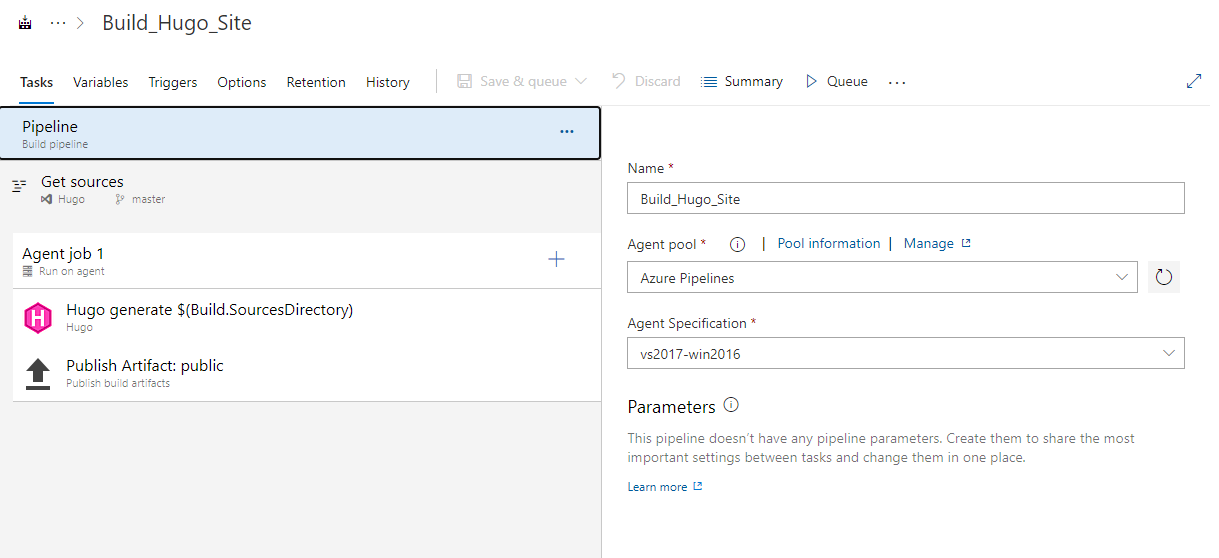 ··· > Build_Hugo_Site
Tasks Variables Triggers Options Retention History Save & queue Discard Summary Queue ...
Pipeline
Build pipeline
...
Get sources
Hugo master
Agent job 1
Run on agent
Hugo generate $(Build.SourcesDirectory)
Hugo
Publish Artifact: public
Publish build artifacts
Name *
Build_Hugo_Site
Agent pool * | Pool information | Manage
Azure Pipelines
Agent Specification *
vs2017-win2016
Parameters
This pipeline doesn't have any pipeline parameters. Create them to share the most
important settings between tasks and change them in one place.
Learn more